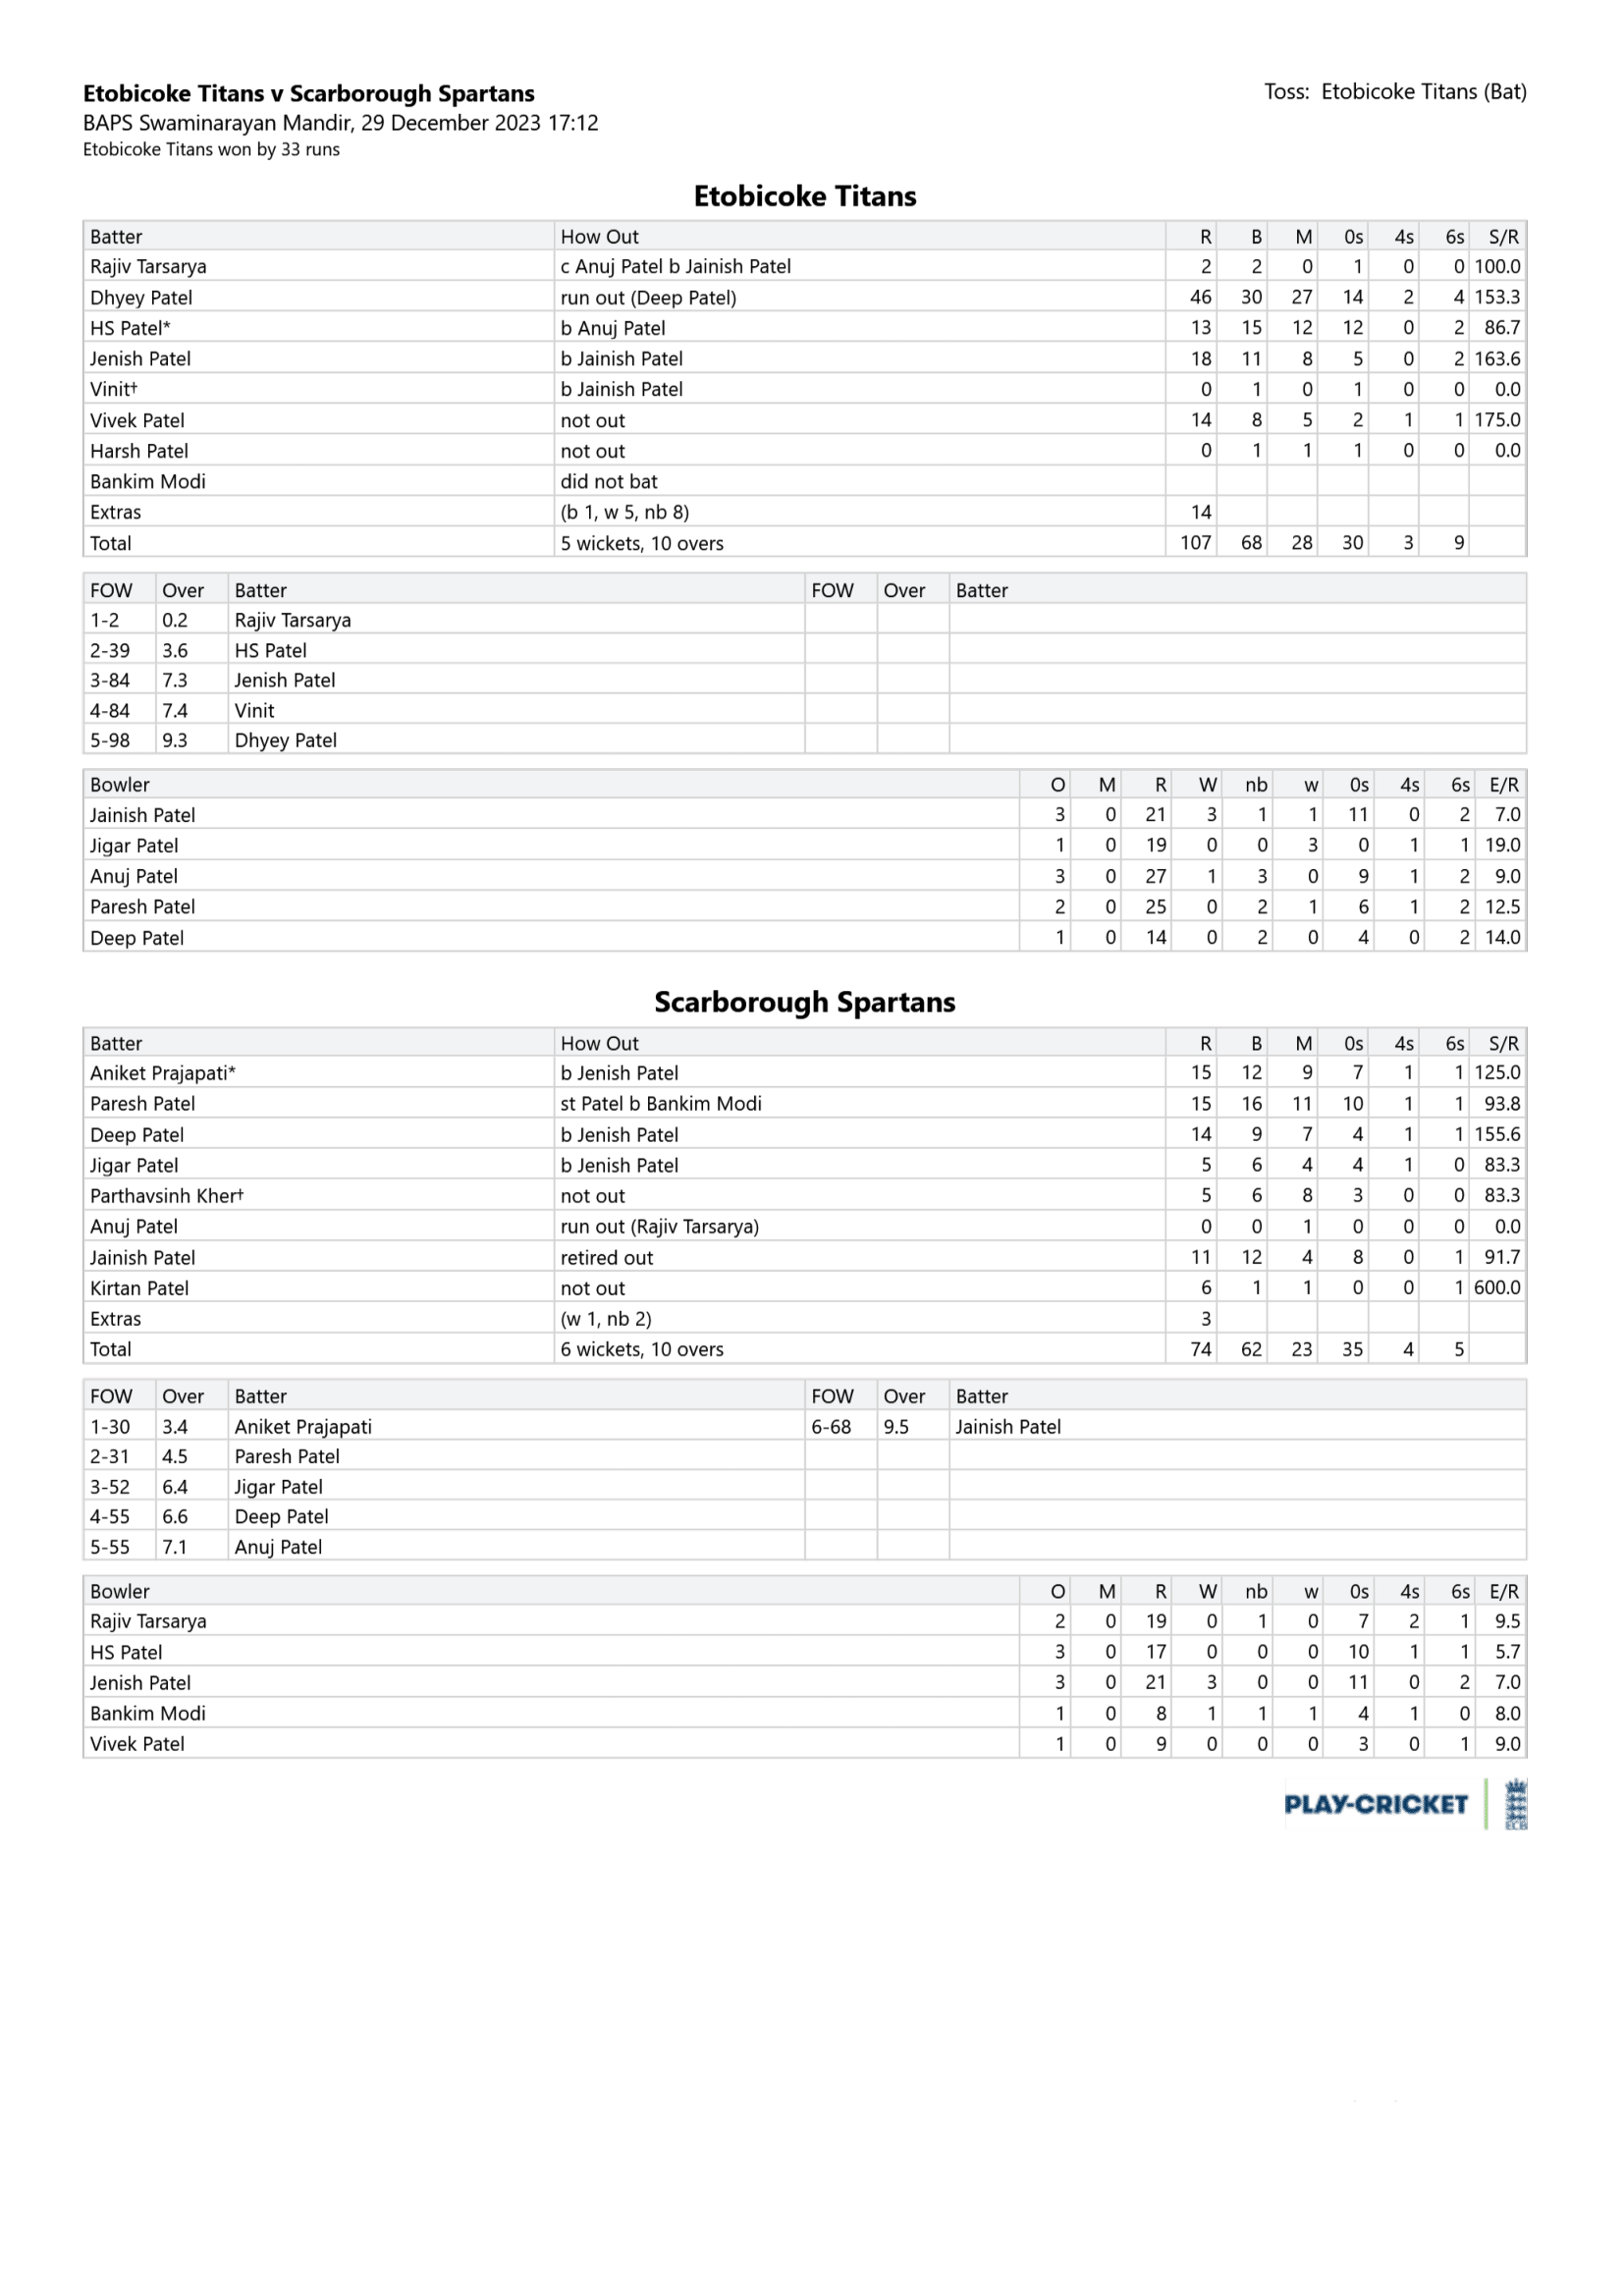 Etobicoke Titans v Scarborough Spartans Toss: Etobicoke Titans (Bat)
BAPS Swaminarayan Mandir, 29 December 2023 17:12
Etobicoke Titans won by 33 runs
Etobicoke Titans
Batter How Out R B M 0s 4s 6s S/R
Rajiv Tarsarya c Anuj Patel b Jainish Patel 2 2 0 1 0 0 100.0
Dhyey Patel run out (Deep Patel) 46 30 27 14 2 4 153.3
HS Patel* b Anuj Patel 13 15 12 12 0 2 86.7
Jenish Patel b Jainish Patel 18 11 8 5 0 2 163.6
Vinit† b Jainish Patel 0 1 0 1 0 0 0.0
Vivek Patel not out 14 8 5 2 1 1 175.0
Harsh Patel not out 0 1 1 1 0 0 0.0
Bankim Modi did not bat
Extras (b 1, w 5, nb 8) 14
Total 5 wickets, 10 overs 107 68 28 30 3 9
FOW Over Batter FOW Over Batter
1-2 0.2 Rajiv Tarsarya
2-39 3.6 HS Patel
3-84 7.3 Jenish Patel
4-84 7.4 Vinit
5-98 9.3 Dhyey Patel
Bowler O M R W nb w 0s 4s 6s E/R
Jainish Patel 3 0 21 3 1 1 11 0 2 7.0
Jigar Patel 1 0 19 0 0 3 0 1 1 19.0
Anuj Patel 3 0 27 1 3 0 9 1 2 9.0
Paresh Patel 2 0 25 0 2 1 6 1 2 12.5
Deep Patel 1 0 14 0 2 0 4 0 2 14.0
Scarborough Spartans
Batter How Out R B M 0s 4s 6s S/R
Aniket Prajapati* b Jenish Patel 15 12 9 7 1 1 125.0
Paresh Patel st Patel b Bankim Modi 15 16 11 10 1 1 93.8
Deep Patel b Jenish Patel 14 9 7 4 1 1 155.6
Jigar Patel b Jenish Patel 5 6 4 4 1 0 83.3
Parthavsinh Kher† not out 5 6 8 3 0 0 83.3
Anuj Patel run out (Rajiv Tarsarya) 0 0 1 0 0 0 0.0
Jainish Patel retired out 11 12 4 8 0 1 91.7
Kirtan Patel not out 6 1 1 0 0 1 600.0
Extras (w 1, nb 2) 3
Total 6 wickets, 10 overs 74 62 23 35 4 5
FOW Over Batter FOW Over Batter
1-30 3.4 Aniket Prajapati 6-68 9.5 Jainish Patel
2-31 4.5 Paresh Patel
3-52 6.4 Jigar Patel
4-55 6.6 Deep Patel
5-55 7.1 Anuj Patel
Bowler O M R W nb w 0s 4s 6s E/R
Rajiv Tarsarya 2 0 19 0 1 0 7 2 1 9.5
HS Patel 3 0 17 0 0 0 10 1 1 5.7
Jenish Patel 3 0 21 3 0 0 11 0 2 7.0
Bankim Modi 1 0 8 1 1 1 4 1 0 8.0
Vivek Patel 1 0 9 0 0 0 3 0 1 9.0
PLAY-CRICKET